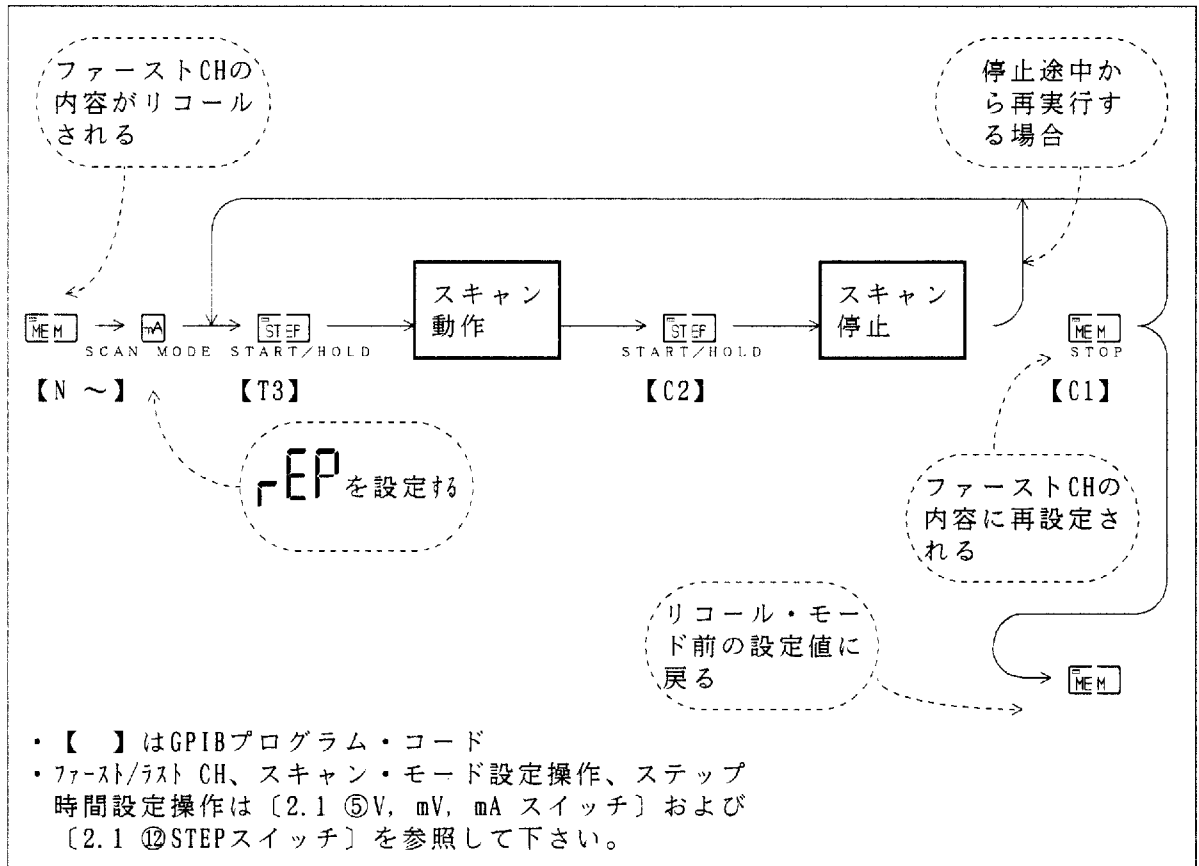 ファーストCHの
内容がリコール
される
停止途中か
ら再実行す
る場合
MEM
mA
SCAN MODE
STEP
START/HOLD
スキャン
動作
STEP
START/HOLD
スキャン
停止
MEM
STOP
【N ～】
【T3】
【C2】
【C1】
rEPを設定する
ファーストCHの
内容に再設定さ
れる
リコール・モー
ド前の設定値に
戻る
MEM
・【　】はGPIBプログラム・コード
・ファースト/ラスト CH、スキャン・モード設定操作、ステップ
時間設定操作は〔2.1 ⑤V, mV, mA スイッチ〕および
〔2.1 ⑫STEPスイッチ〕を参照して下さい。